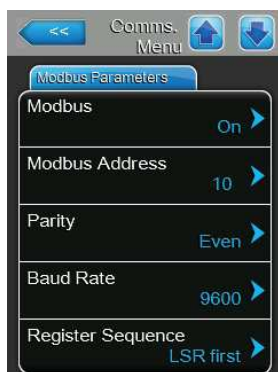 <<
Comms.
Menu
Modbus Parameters
Modbus
On
Modbus Address
10
Parity
Even
Baud Rate
9600
Register Sequence
LSR first